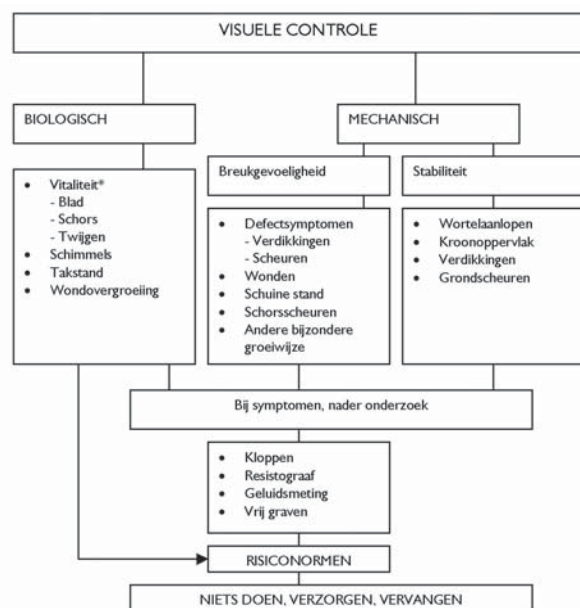 VISUELE CONTROLE
BIOLOGISCH
MECHANISCH
Breukgevoeligheid
Stabiliteit
• Vitaliteit*
- Blad
- Schors
- Twijgen
• Schimmels
• Takstand
• Wondovergroeiing
• Defectsymptomen
- Verdikkingen
- Scheuren
• Wonden
• Schuine stand
• Schorsscheuren
• Andere bijzondere
groeiwijze
• Wortelaanlopen
• Kroonoppervlak
• Verdikkingen
• Grondscheuren
Bij symptomen, nader onderzoek
• Kloppen
• Resistograaf
• Geluidsmeting
• Vrij graven
RISICONORMEN
NIETS DOEN, VERZORGEN, VERVANGEN